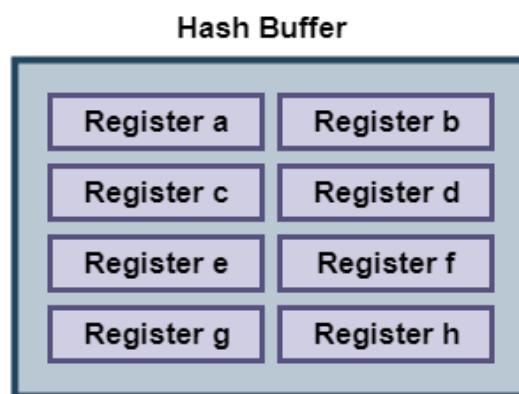 Hash Buffer
Register a Register b
Register c Register d
Register e Register f
Register g Register h